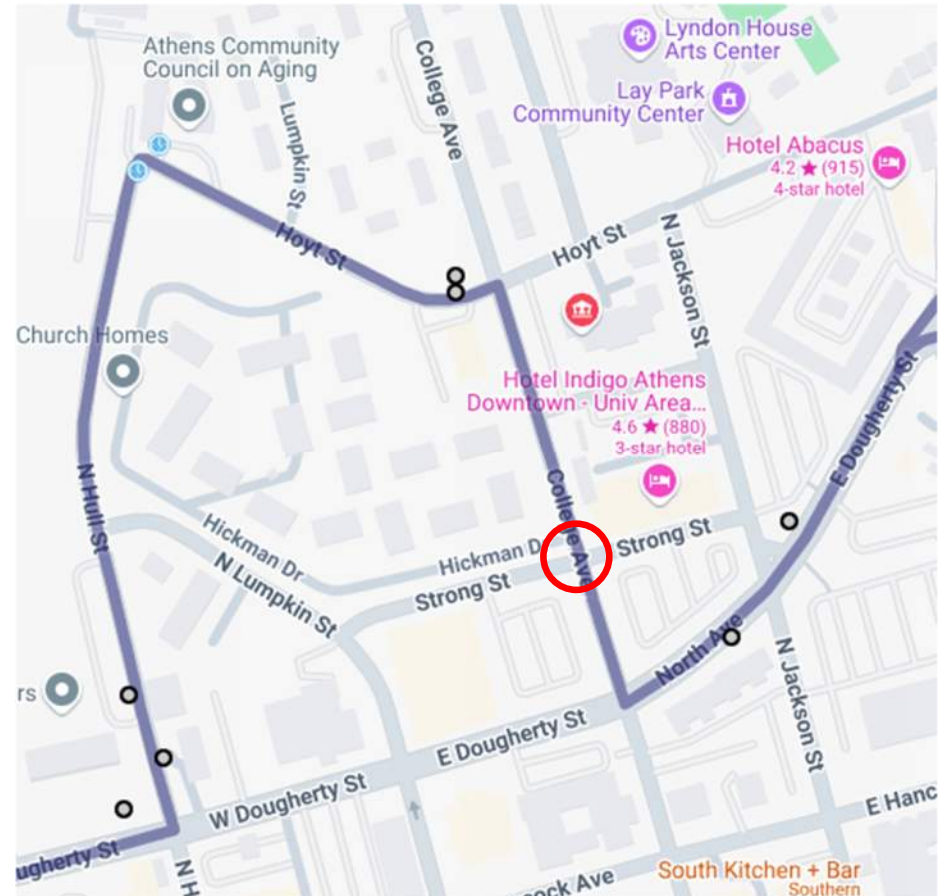 Lyndon House
Arts Center
Athens Community
Council on Aging
College Ave
Lay Park
Community Center
Lumpkin St
Hotel Abacus
4.2 ★ (915)
4-star hotel
Hoyt St
Hoyt St
N Jackson St
Church Homes
Hotel Indigo Athens
Downtown - Univ Area...
4.6 ★ (880)
3-star hotel
E Dougherty St
N Hull St
College Ave
Hickman Dr
Hickman D
Strong St
N Lumpkin St
Strong St
North Ave
N Jackson St
rs
E Dougherty St
W Dougherty St
E Hanc
ugherty St
N H
ock Ave
South Kitchen + Bar
Southern